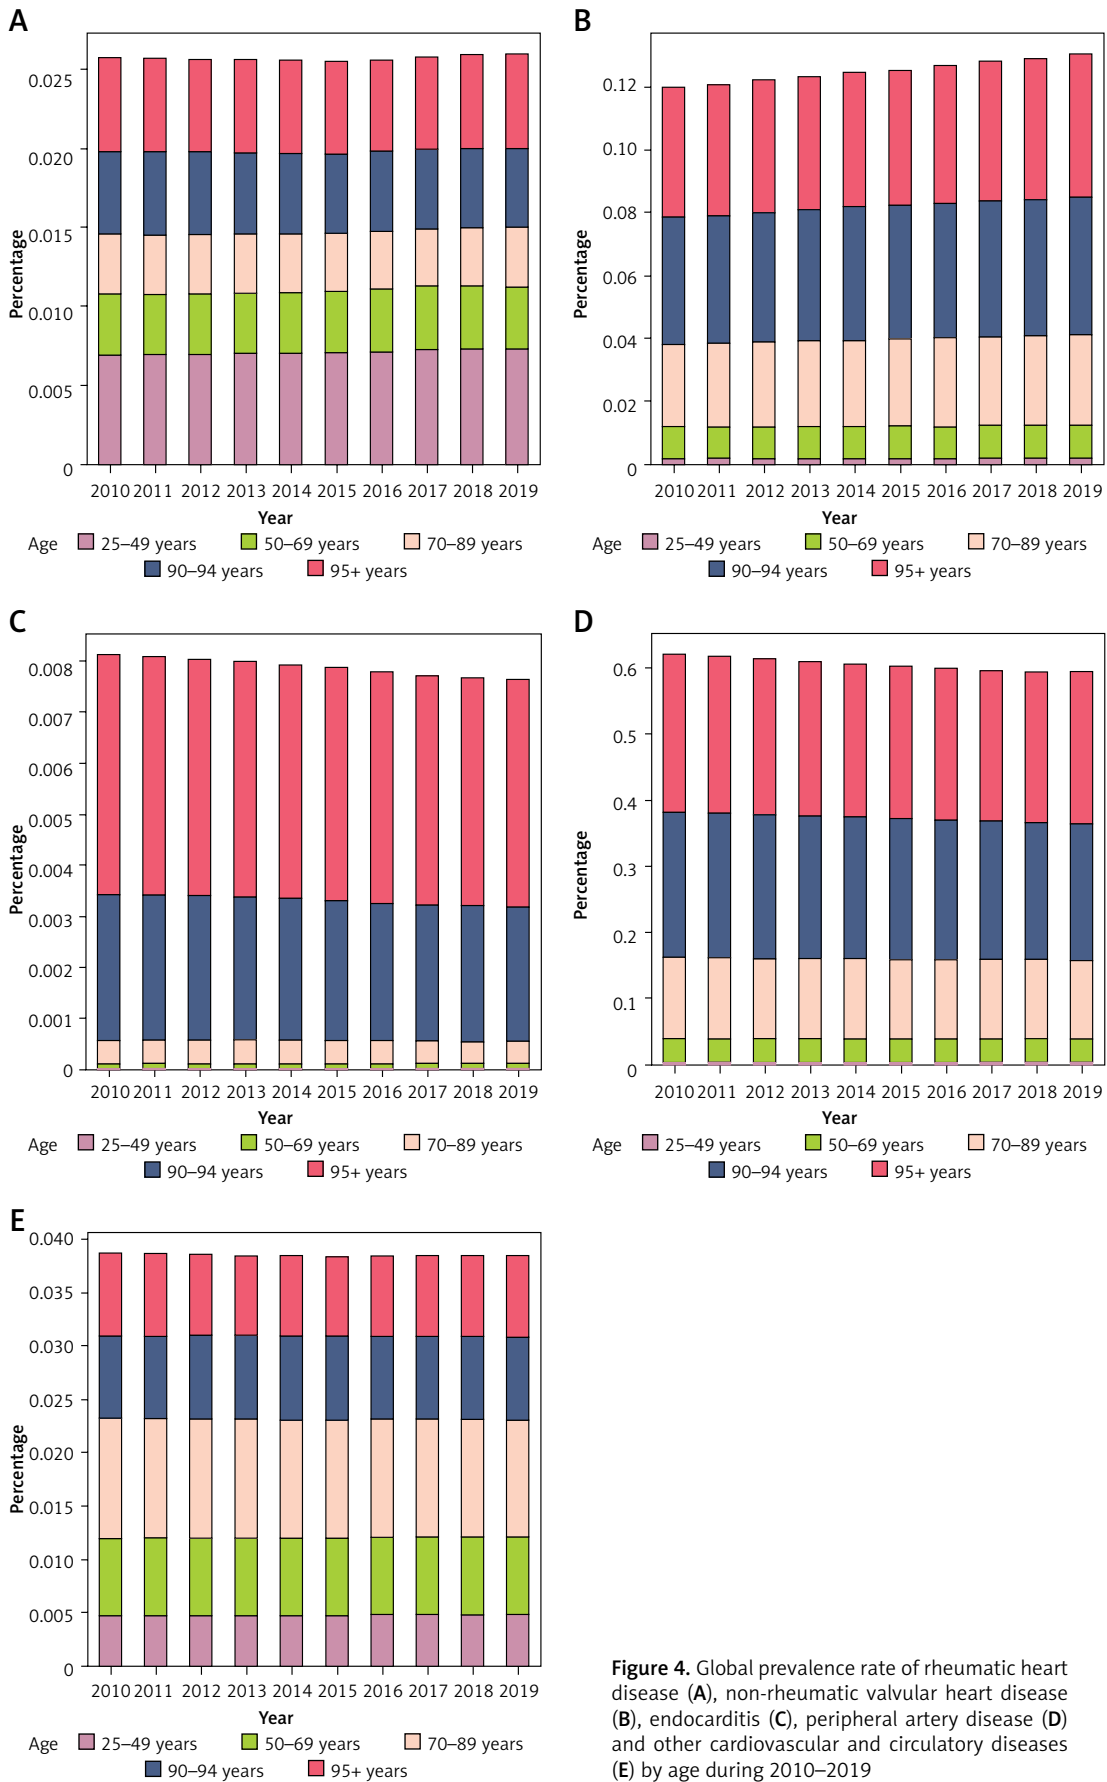 A
Percentage
0.025
0.020
0.015
0.010
0.005
0
2010 2011 2012 2013 2014 2015 2016 2017 2018 2019
Year
Age 25–49 years 50–69 years 70–89 years
90–94 years 95+ years
B
Percentage
0.12
0.10
0.08
0.06
0.04
0.02
0
2010 2011 2012 2013 2014 2015 2016 2017 2018 2019
Year
Age 25–49 years 50–69 years 70–89 years
90–94 years 95+ years
C
Percentage
0.008
0.007
0.006
0.005
0.004
0.003
0.002
0.001
0
2010 2011 2012 2013 2014 2015 2016 2017 2018 2019
Year
Age 25–49 years 50–69 years 70–89 years
90–94 years 95+ years
D
Percentage
0.6
0.5
0.4
0.3
0.2
0.1
0
2010 2011 2012 2013 2014 2015 2016 2017 2018 2019
Year
Age 25–49 years 50–69 years 70–89 years
90–94 years 95+ years
E
Percentage
0.040
0.035
0.030
0.025
0.020
0.015
0.010
0.005
0
2010 2011 2012 2013 2014 2015 2016 2017 2018 2019
Year
Age 25–49 years 50–69 years 70–89 years
90–94 years 95+ years
Figure 4. Global prevalence rate of rheumatic heart
disease (A), non-rheumatic valvular heart disease
(B), endocarditis (C), peripheral artery disease (D)
and other cardiovascular and circulatory diseases
(E) by age during 2010–2019